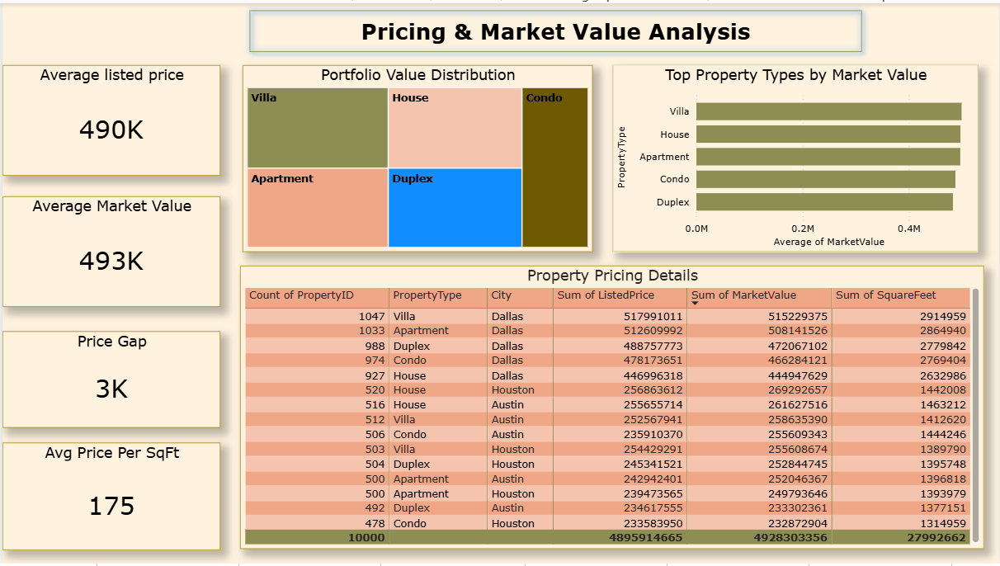 Pricing & Market Value Analysis
Average listed price
490K
Average Market Value
493K
Price Gap
3K
Avg Price Per SqFt
175
Portfolio Value Distribution
Villa
House
Condo
Apartment
Duplex
Top Property Types by Market Value
PropertyType
Villa
House
Apartment
Condo
Duplex
0.0M 0.2M 0.4M
Average of MarketValue
Property Pricing Details
Count of PropertyID PropertyType City Sum of ListedPrice Sum of MarketValue Sum of SquareFeet
1047 Villa Dallas 517991011 515229375 2914959
1033 Apartment Dallas 512609992 508141526 2864940
988 Duplex Dallas 488757773 472067102 2779842
974 Condo Dallas 478173651 466284121 2769404
927 House Dallas 446996318 444947629 2632986
520 House Houston 256863612 269292657 1442008
516 House Austin 255655714 261627516 1463212
512 Villa Austin 252567941 258635390 1412620
506 Condo Austin 235910370 255609343 1444246
503 Villa Houston 254429291 255608674 1389790
504 Duplex Houston 245341521 252844745 1395748
500 Apartment Austin 242942401 252046367 1396818
500 Apartment Houston 239473565 249793646 1393979
492 Duplex Austin 234617555 233302361 1377151
478 Condo Houston 233583950 232872904 1314959
10000 4895914665 4928303356 27992662